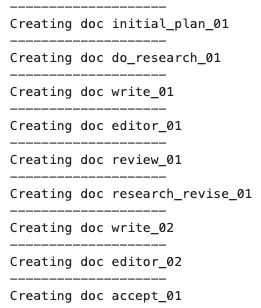 --------------------
Creating doc initial_plan_01
--------------------
Creating doc do_research_01
--------------------
Creating doc write_01
--------------------
Creating doc editor_01
--------------------
Creating doc review_01
--------------------
Creating doc research_revise_01
--------------------
Creating doc write_02
--------------------
Creating doc editor_02
--------------------
Creating doc accept_01